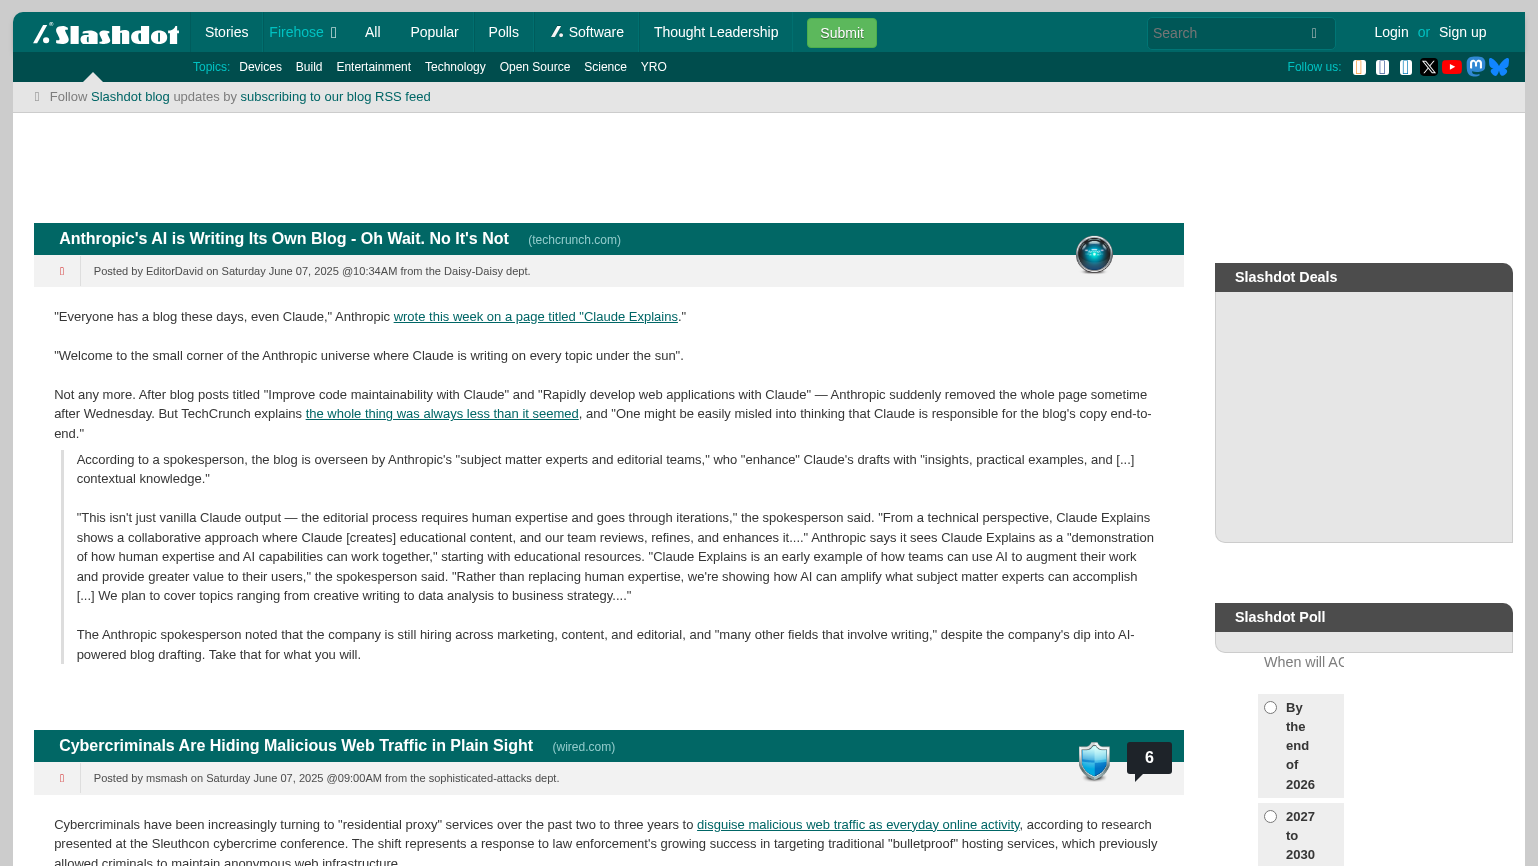 Slashdot
Stories
Firehose
All
Popular
Polls
Software
Thought Leadership
Submit
Search
Login or Sign up
Topics: Devices Build Entertainment Technology Open Source Science YRO
Follow us:
Follow Slashdot blog updates by subscribing to our blog RSS feed
Anthropic's AI is Writing Its Own Blog - Oh Wait. No It's Not (techcrunch.com)
Posted by EditorDavid on Saturday June 07, 2025 @10:34AM from the Daisy-Daisy dept.
"Everyone has a blog these days, even Claude," Anthropic wrote this week on a page titled "Claude Explains."
"Welcome to the small corner of the Anthropic universe where Claude is writing on every topic under the sun".
Not any more. After blog posts titled "Improve code maintainability with Claude" and "Rapidly develop web applications with Claude" — Anthropic suddenly removed the whole page sometime
after Wednesday. But TechCrunch explains the whole thing was always less than it seemed, and "One might be easily misled into thinking that Claude is responsible for the blog's copy end-to-
end."
According to a spokesperson, the blog is overseen by Anthropic's "subject matter experts and editorial teams," who "enhance" Claude's drafts with "insights, practical examples, and [...]
contextual knowledge."
"This isn't just vanilla Claude output — the editorial process requires human expertise and goes through iterations," the spokesperson said. "From a technical perspective, Claude Explains
shows a collaborative approach where Claude [creates] educational content, and our team reviews, refines, and enhances it...." Anthropic says it sees Claude Explains as a "demonstration
of how human expertise and AI capabilities can work together," starting with educational resources. "Claude Explains is an early example of how teams can use AI to augment their work
and provide greater value to their users," the spokesperson said. "Rather than replacing human expertise, we're showing how AI can amplify what subject matter experts can accomplish
[...] We plan to cover topics ranging from creative writing to data analysis to business strategy...."
The Anthropic spokesperson noted that the company is still hiring across marketing, content, and editorial, and "many other fields that involve writing," despite the company's dip into AI-
powered blog drafting. Take that for what you will.
Cybercriminals Are Hiding Malicious Web Traffic in Plain Sight (wired.com)
6
Posted by msmash on Saturday June 07, 2025 @09:00AM from the sophisticated-attacks dept.
Cybercriminals have been increasingly turning to "residential proxy" services over the past two to three years to disguise malicious web traffic as everyday online activity, according to research
presented at the Sleuthcon cybercrime conference. The shift represents a response to law enforcement's growing success in targeting traditional "bulletproof" hosting services, which previously
allowed criminals to maintain anonymous web infrastructure.
Slashdot Deals
Slashdot Poll
When will
By
the
end
of
2026
2027
to
2030